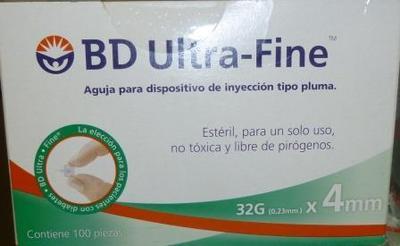 BD Ultra-Fine™
Aguja para dispositivo de inyección tipo pluma.
Estéril, para un solo uso,
no tóxica y libre de pirógenos.
La elección para los pacientes con diabetes • BD Ultra • Fine®
32G (0,23mm) x 4mm
Contiene 100 piezas